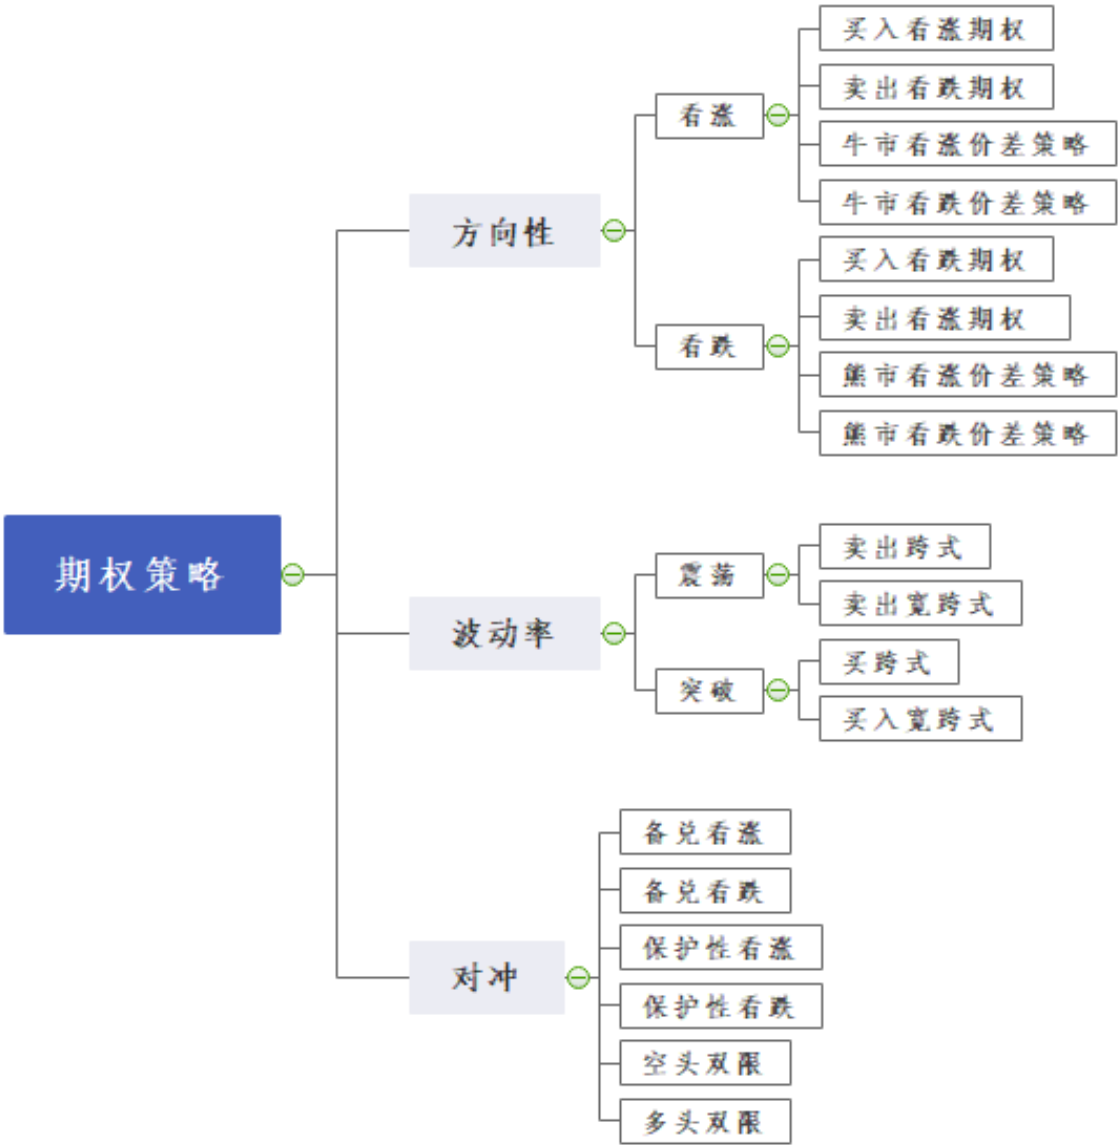 期权策略
方向性
看涨
买入看涨期权
卖出看跌期权
牛市看涨价差策略
牛市看跌价差策略
看跌
买入看跌期权
卖出看涨期权
熊市看涨价差策略
熊市看跌价差策略
波动率
震荡
卖出跨式
卖出宽跨式
突破
买跨式
买入宽跨式
对冲
备兑看涨
备兑看跌
保护性看涨
保护性看跌
空头双限
多头双限